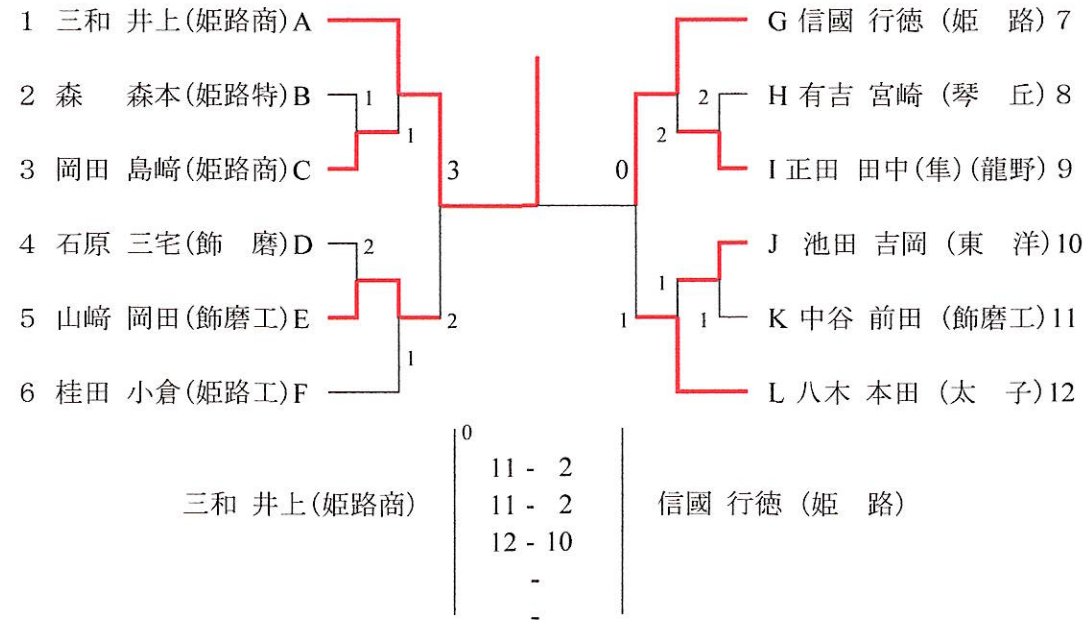 1 三和 井上(姫路商)A G 信國 行徳 (姫 路) 7
2 森 森本(姫路特)B 1 2 H 有吉 宮崎 (琴 丘) 8
1 2
3 岡田 島﨑(姫路商)C 3 0 I 正田 田中(隼)(龍野) 9
4 石原 三宅(飾 磨)D 2 J 池田 吉岡 (東 洋)10
1
5 山﨑 岡田(飾磨工)E 2 1 1 K 中谷 前田 (飾磨工)11
1
6 桂田 小倉(姫路工)F L 八木 本田 (太 子)12
0
11 - 2
三和 井上(姫路商) 11 - 2 信國 行徳 (姫 路)
12 - 10
-
-